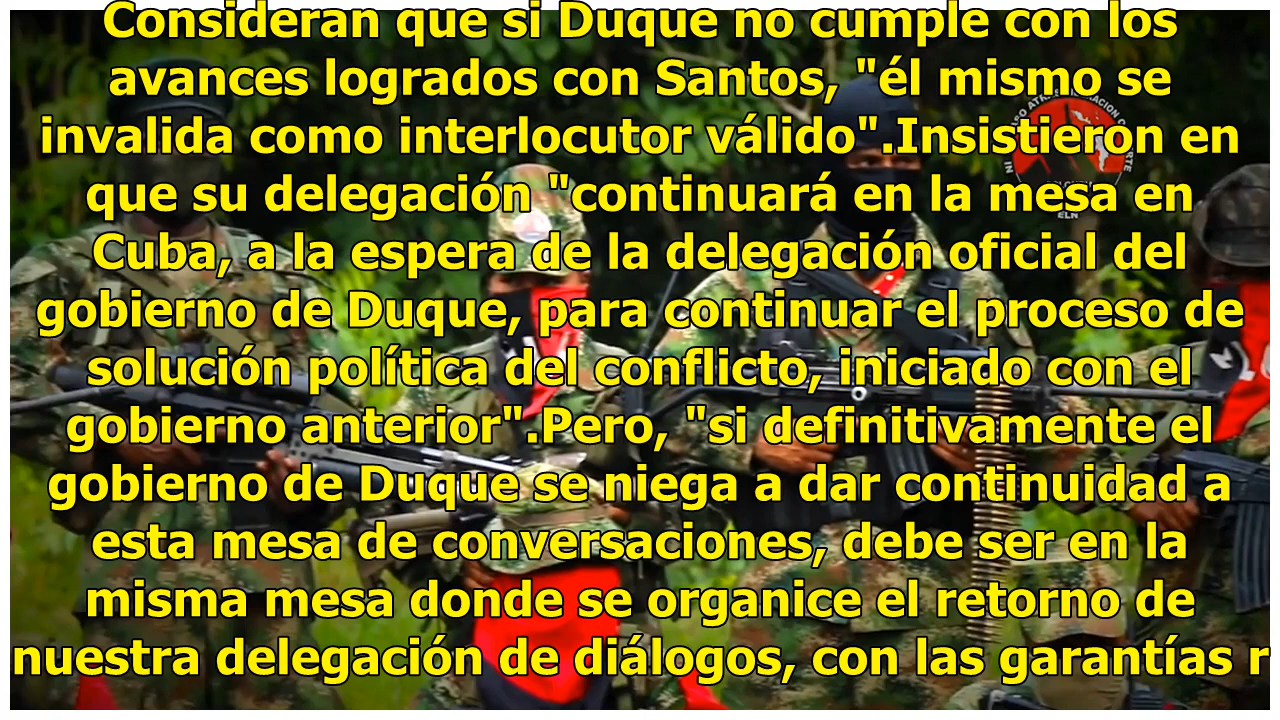 Consideran que si Duque no cumple con los
avances logrados con Santos, "él mismo se
invalida como interlocutor válido".Insistieron en
que su delegación "continuará en la mesa en
Cuba, a la espera de la delegación oficial del
gobierno de Duque, para continuar el proceso de
solución política del conflicto, iniciado con el
gobierno anterior".Pero, "si definitivamente el
gobierno de Duque se niega a dar continuidad a
esta mesa de conversaciones, debe ser en la
misma mesa donde se organice el retorno de
nuestra delegación de diálogos, con las garantías r
ELN